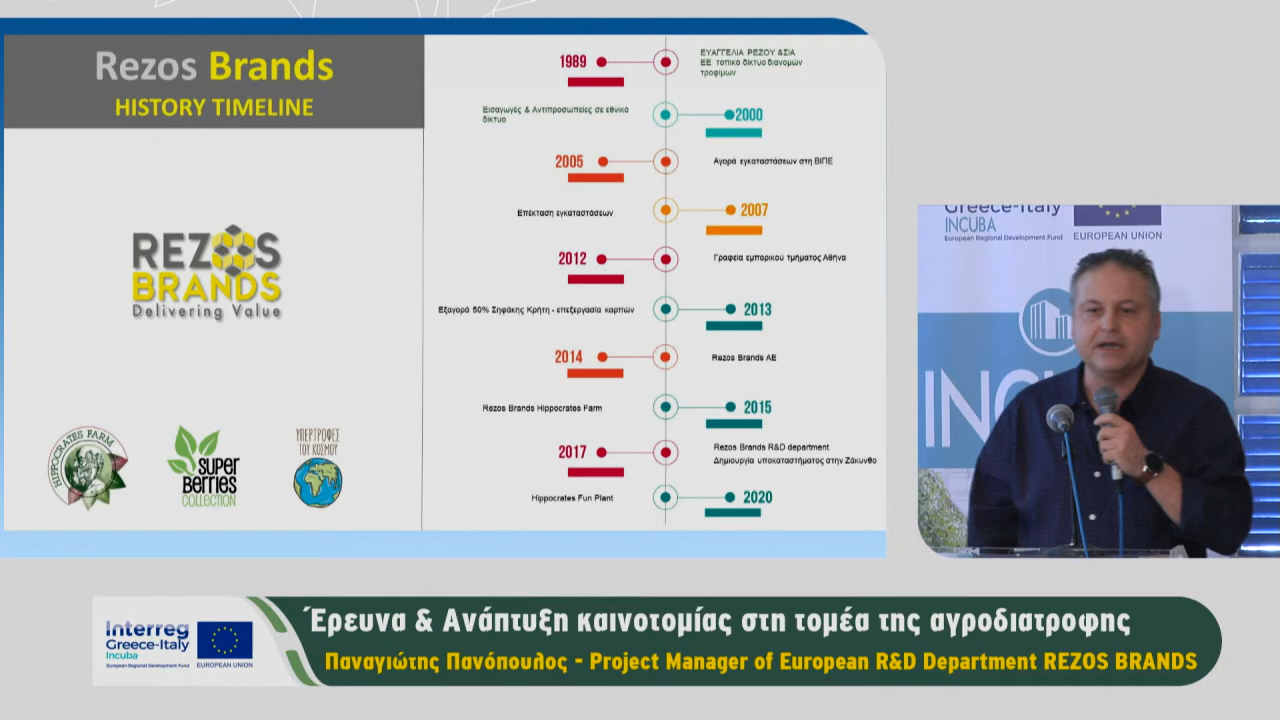 Rezos Brands
HISTORY TIMELINE
REZOS
BRANDS
Delivering Value
HIPPOCRATES FARM
SUPER
BERRIES
COLLECTION
ΥΠΕΡΤΡΟΦΕΣ
ΤΟΥ ΚΟΣΜΟΥ
1989
ΕΥΑΓΓΕΛΙΑ ΡΕΖΟΥ &ΣΙΑ
ΕΕ τοπικό δίκτυο διανομών
τροφίμων
Εισαγωγές & Αντιπροσωπείες σε εθνικό
δίκτυο
2000
2005
Αγορά εγκαταστάσεων στη ΒΙΠΕ
Επέκταση εγκαταστάσεων
2007
2012
Γραφεία εμπορικού τμήματος Αθήνα
Εξαγορά 50% Σηφάκης Κρήτη - επεξεργασία καρπών
2013
2014
Rezos Brands ΑΕ
Rezos Brands Hippocrates Farm
2015
2017
Rezos Brands R&D department
Δημιουργία υποκαταστήματος στην Ζάκυνθο
Hippocrates Fun Plant
2020
Greece-Italy
INCUBA
European Regional Development Fund
EUROPEAN UNION
Interreg
Greece-Italy
Incuba
European Regional Development Fund
EUROPEAN UNION
Έρευνα & Ανάπτυξη καινοτομίας στη τομέα της αγροδιατροφης
Παναγιώτης Πανόπουλος - Project Manager of European R&D Department REZOS BRANDS